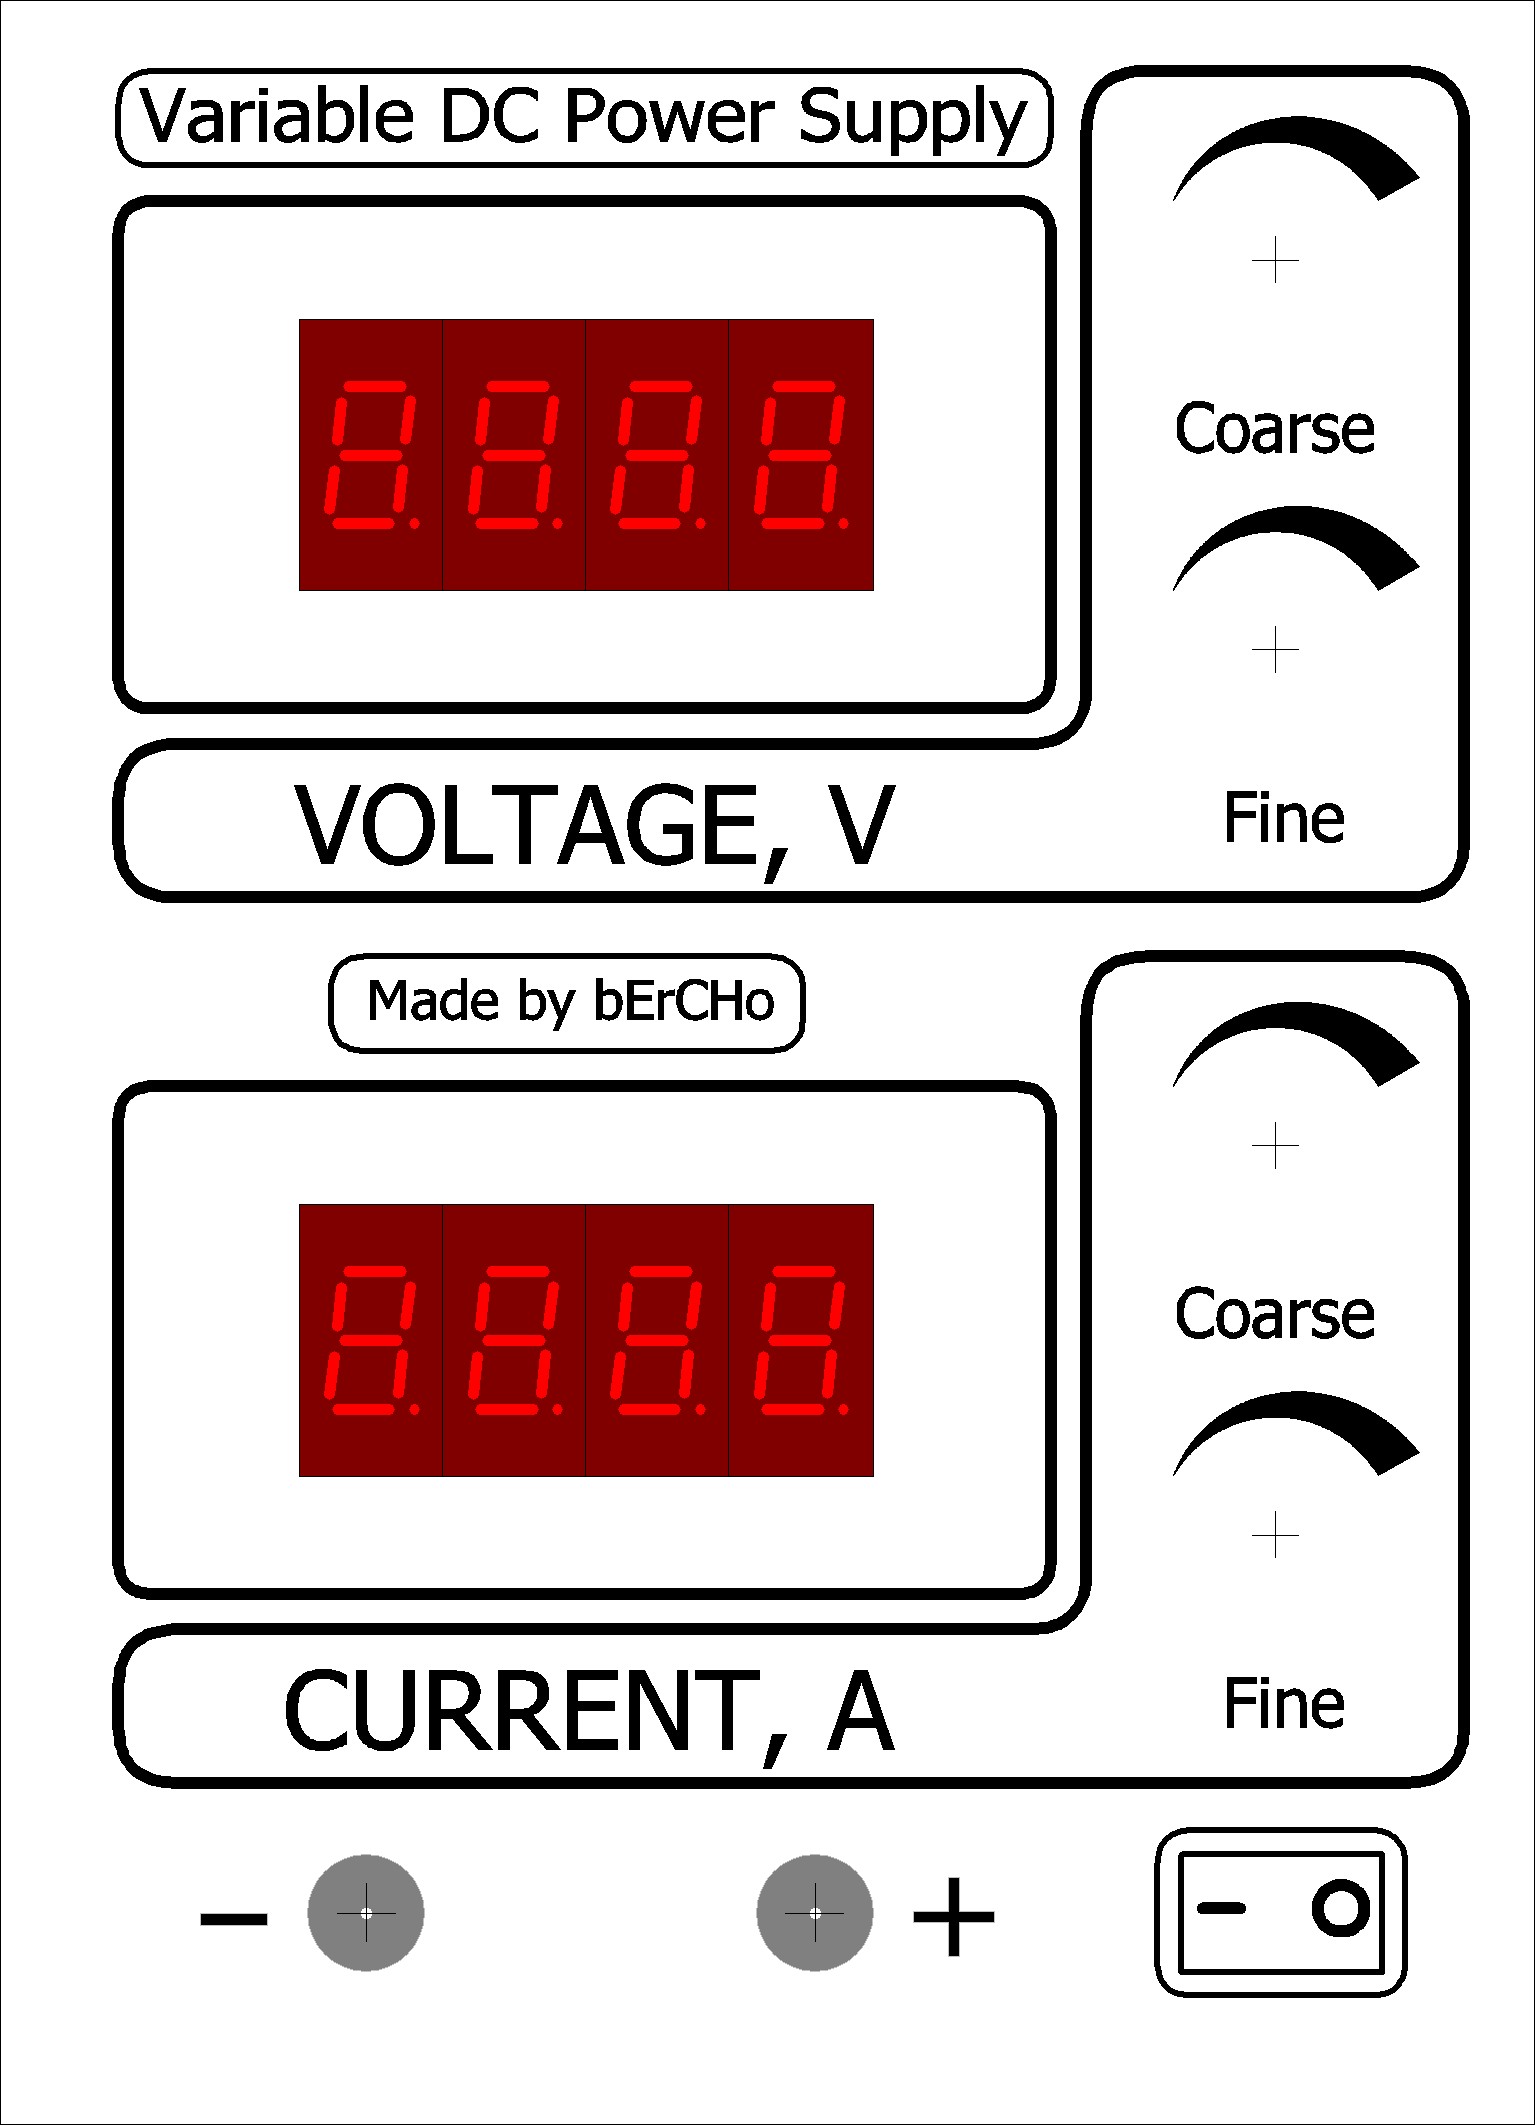 Variable DC Power Supply
8.8.8.8.
Coarse
VOLTAGE, V
Fine
Made by bErCHo
8.8.8.8.
Coarse
CURRENT, A
Fine
− +
− O